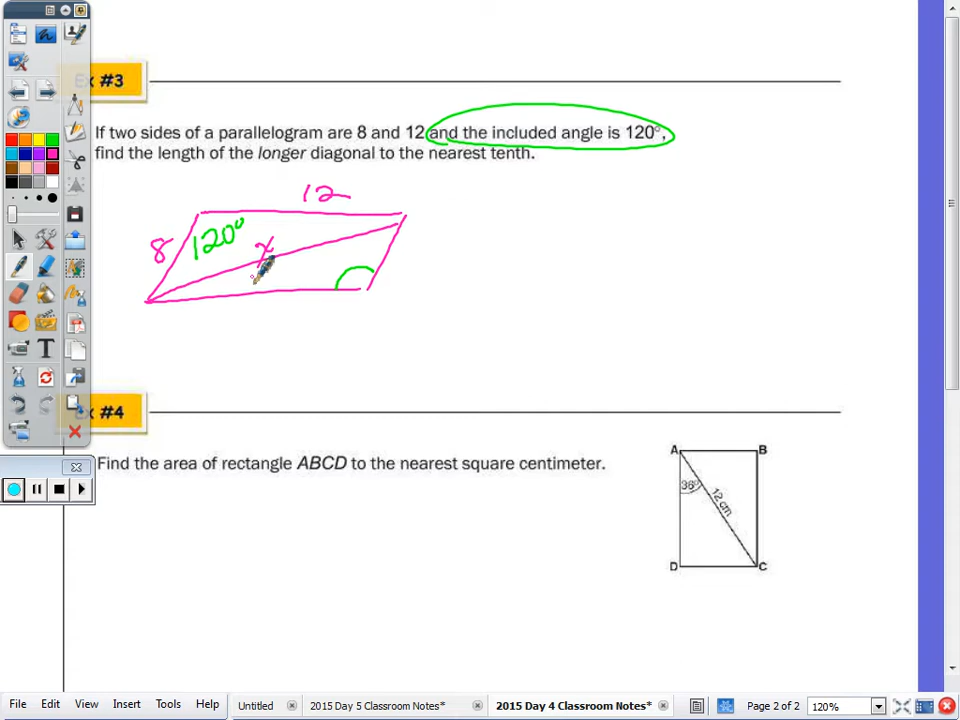 Ex #3
If two sides of a parallelogram are 8 and 12 and the included angle is 120°,
find the length of the longer diagonal to the nearest tenth.
12
8
120°
x
Ex #4
Find the area of rectangle ABCD to the nearest square centimeter.
A
B
36°
12 cm
D
C
File Edit View Insert Tools Help
Untitled
2015 Day 5 Classroom Notes*
2015 Day 4 Classroom Notes*
Page 2 of 2
120%